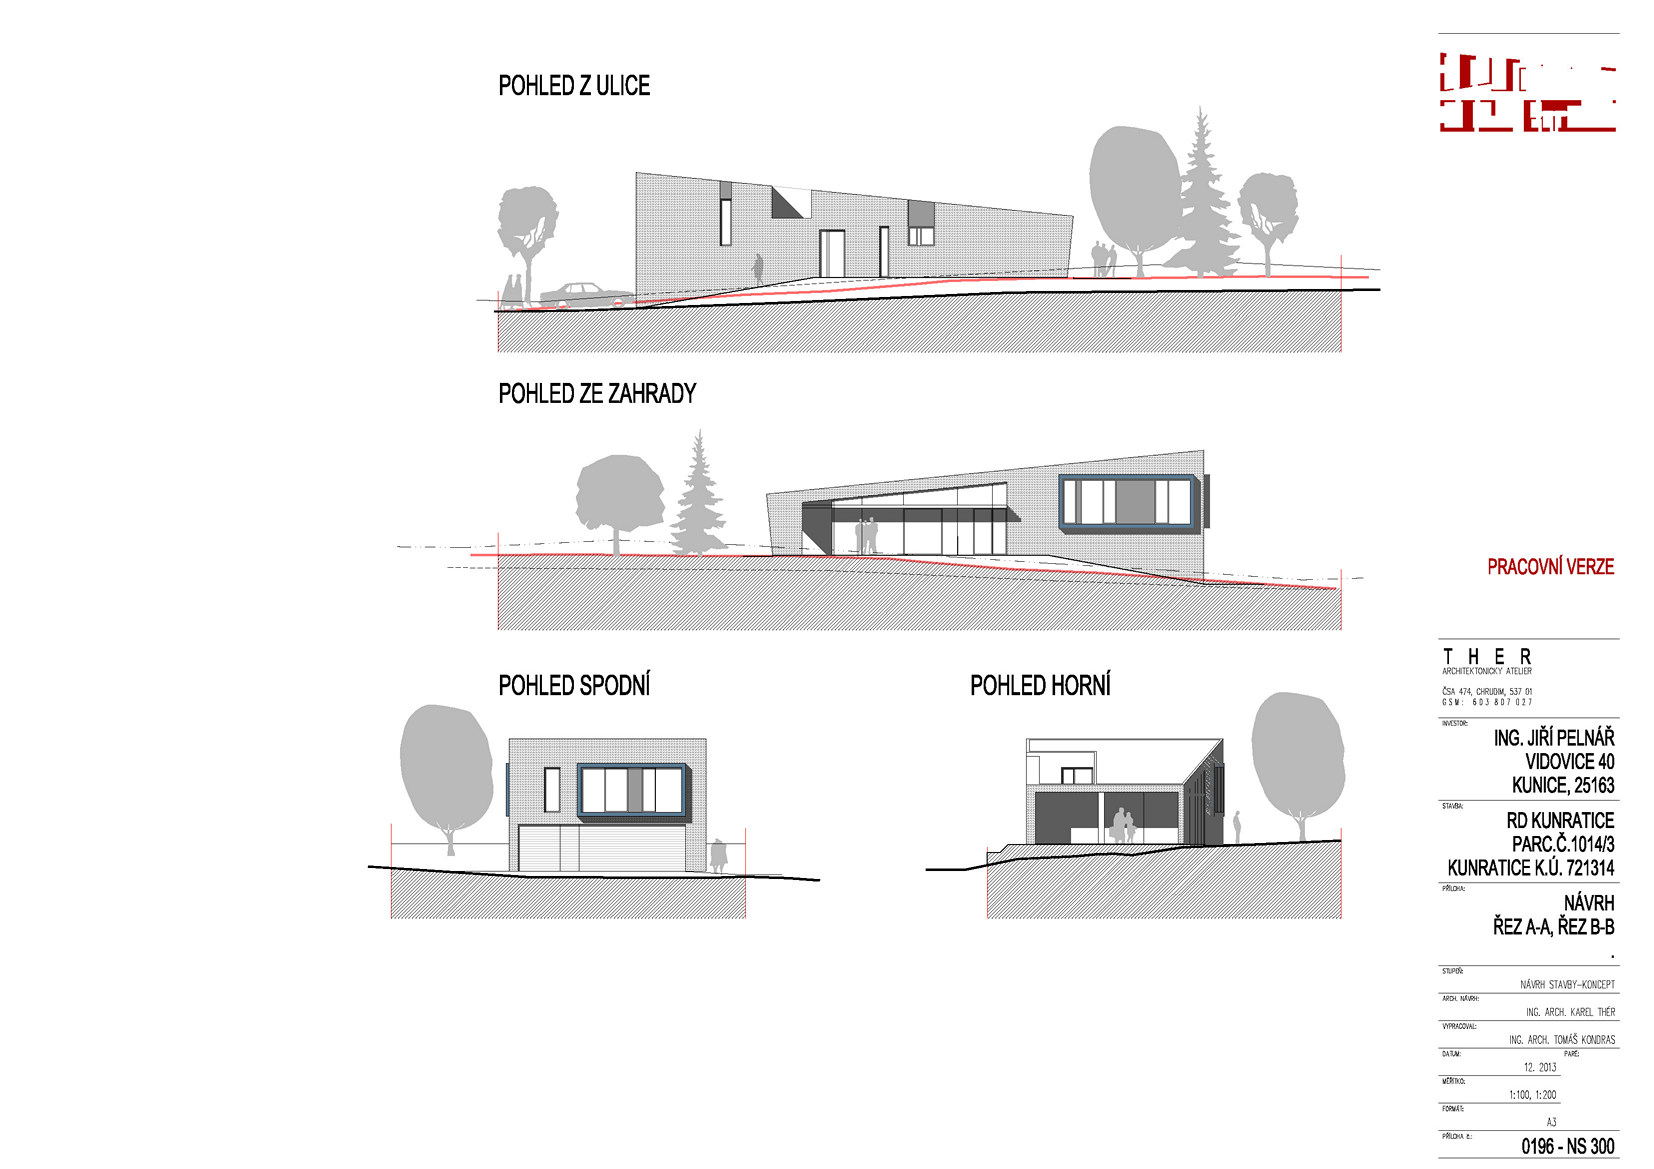 POHLED Z ULICE
POHLED ZE ZAHRADY
POHLED SPODNÍ
POHLED HORNÍ
PRACOVNÍ VERZE
THER
ARCHITEKTONICKÝ ATELIER
ČSA 474, CHRUDIM, 537 01
GSM: 603 807 027
INVESTOR:
ING. JIŘÍ PELNÁŘ
VIDOVICE 40
KUNICE, 25163
STAVBA:
RD KUNRATICE
PARC.Č.1014/3
KUNRATICE K.Ú. 721314
PŘÍLOHA:
NÁVRH
ŘEZ A-A, ŘEZ B-B
.
STUPEŇ:
NÁVRH STAVBY-KONCEPT
ARCH. NÁVRH:
ING. ARCH. KAREL THÉR
VYPRACOVAL:
ING. ARCH. TOMÁŠ KONDRAS
DATUM: PARÉ:
12. 2013
MĚŘÍTKO:
1:100, 1:200
FORMÁT:
A3
PŘÍLOHA Č.:
0196 - NS 300